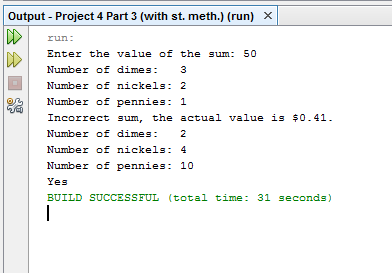 Output - Project 4 Part 3 (with st. meth.) (run) ×
run:
Enter the value of the sum: 50
Number of dimes:   3
Number of nickels: 2
Number of pennies: 1
Incorrect sum, the actual value is $0.41.
Number of dimes:   2
Number of nickels: 4
Number of pennies: 10
Yes
BUILD SUCCESSFUL (total time: 31 seconds)